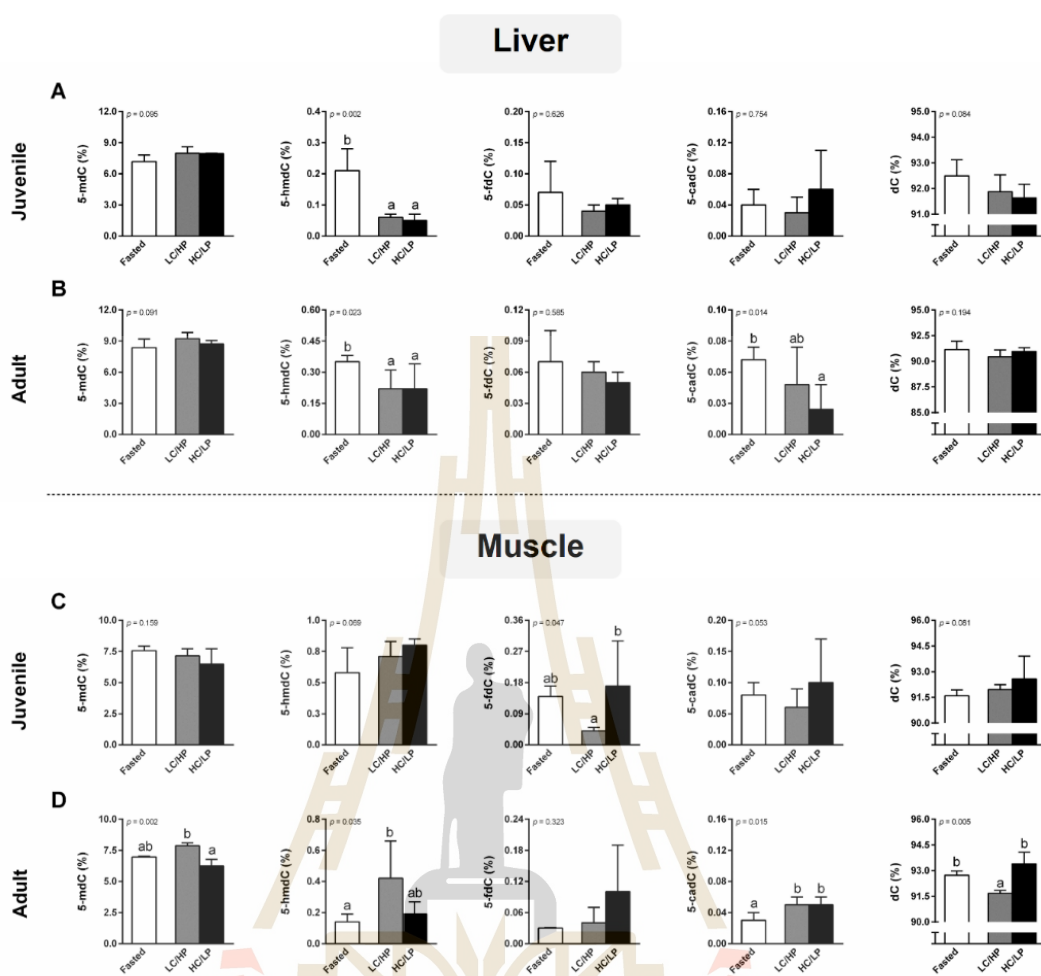 Liver
A
Juvenile
5-mdC (%)
12.0
9.0
6.0
3.0
0.0
p = 0.095
Fasted
LC/HP
HC/LP
5-hmdC (%)
0.4
0.3
0.2
0.1
0.0
p = 0.002
b
a
a
Fasted
LC/HP
HC/LP
5-fdC (%)
0.20
0.15
0.10
0.05
0.00
p = 0.626
Fasted
LC/HP
HC/LP
5-cadC (%)
0.16
0.12
0.08
0.04
0.00
p = 0.754
Fasted
LC/HP
HC/LP
dC (%)
95.0
94.0
93.0
92.0
91.0
0.0
p = 0.084
Fasted
LC/HP
HC/LP
B
Adult
5-mdC (%)
12.0
9.0
6.0
3.0
0.0
p = 0.091
Fasted
LC/HP
HC/LP
5-hmdC (%)
0.60
0.45
0.30
0.15
0.00
p = 0.023
b
a
a
Fasted
LC/HP
HC/LP
5-fdC (%)
0.12
0.09
0.06
0.03
0.00
p = 0.585
Fasted
LC/HP
HC/LP
5-cadC (%)
0.10
0.08
0.05
0.03
0.00
p = 0.014
b
ab
a
Fasted
LC/HP
HC/LP
dC (%)
95.0
92.5
90.0
87.5
85.0
0.0
p = 0.194
Fasted
LC/HP
HC/LP
Muscle
C
Juvenile
5-mdC (%)
10.0
7.5
5.0
2.5
0.0
p = 0.159
Fasted
LC/HP
HC/LP
5-hmdC (%)
1.0
0.8
0.5
0.3
0.0
p = 0.069
Fasted
LC/HP
HC/LP
5-fdC (%)
0.36
0.27
0.18
0.09
0.00
p = 0.047
ab
a
b
Fasted
LC/HP
HC/LP
5-cadC (%)
0.20
0.15
0.10
0.05
0.00
p = 0.053
Fasted
LC/HP
HC/LP
dC (%)
96.0
94.5
93.0
91.5
90.0
0.0
p = 0.081
Fasted
LC/HP
HC/LP
D
Adult
5-mdC (%)
10.0
7.5
5.0
2.5
0.0
p = 0.002
ab
b
a
Fasted
LC/HP
HC/LP
5-hmdC (%)
0.8
0.6
0.4
0.2
0.0
p = 0.035
a
b
ab
Fasted
LC/HP
HC/LP
5-fdC (%)
0.24
0.18
0.12
0.06
0.00
p = 0.323
Fasted
LC/HP
HC/LP
5-cadC (%)
0.16
0.12
0.08
0.04
0.00
p = 0.015
a
b
b
Fasted
LC/HP
HC/LP
dC (%)
96.0
94.5
93.0
91.5
90.0
0.0
p = 0.005
b
a
b
Fasted
LC/HP
HC/LP